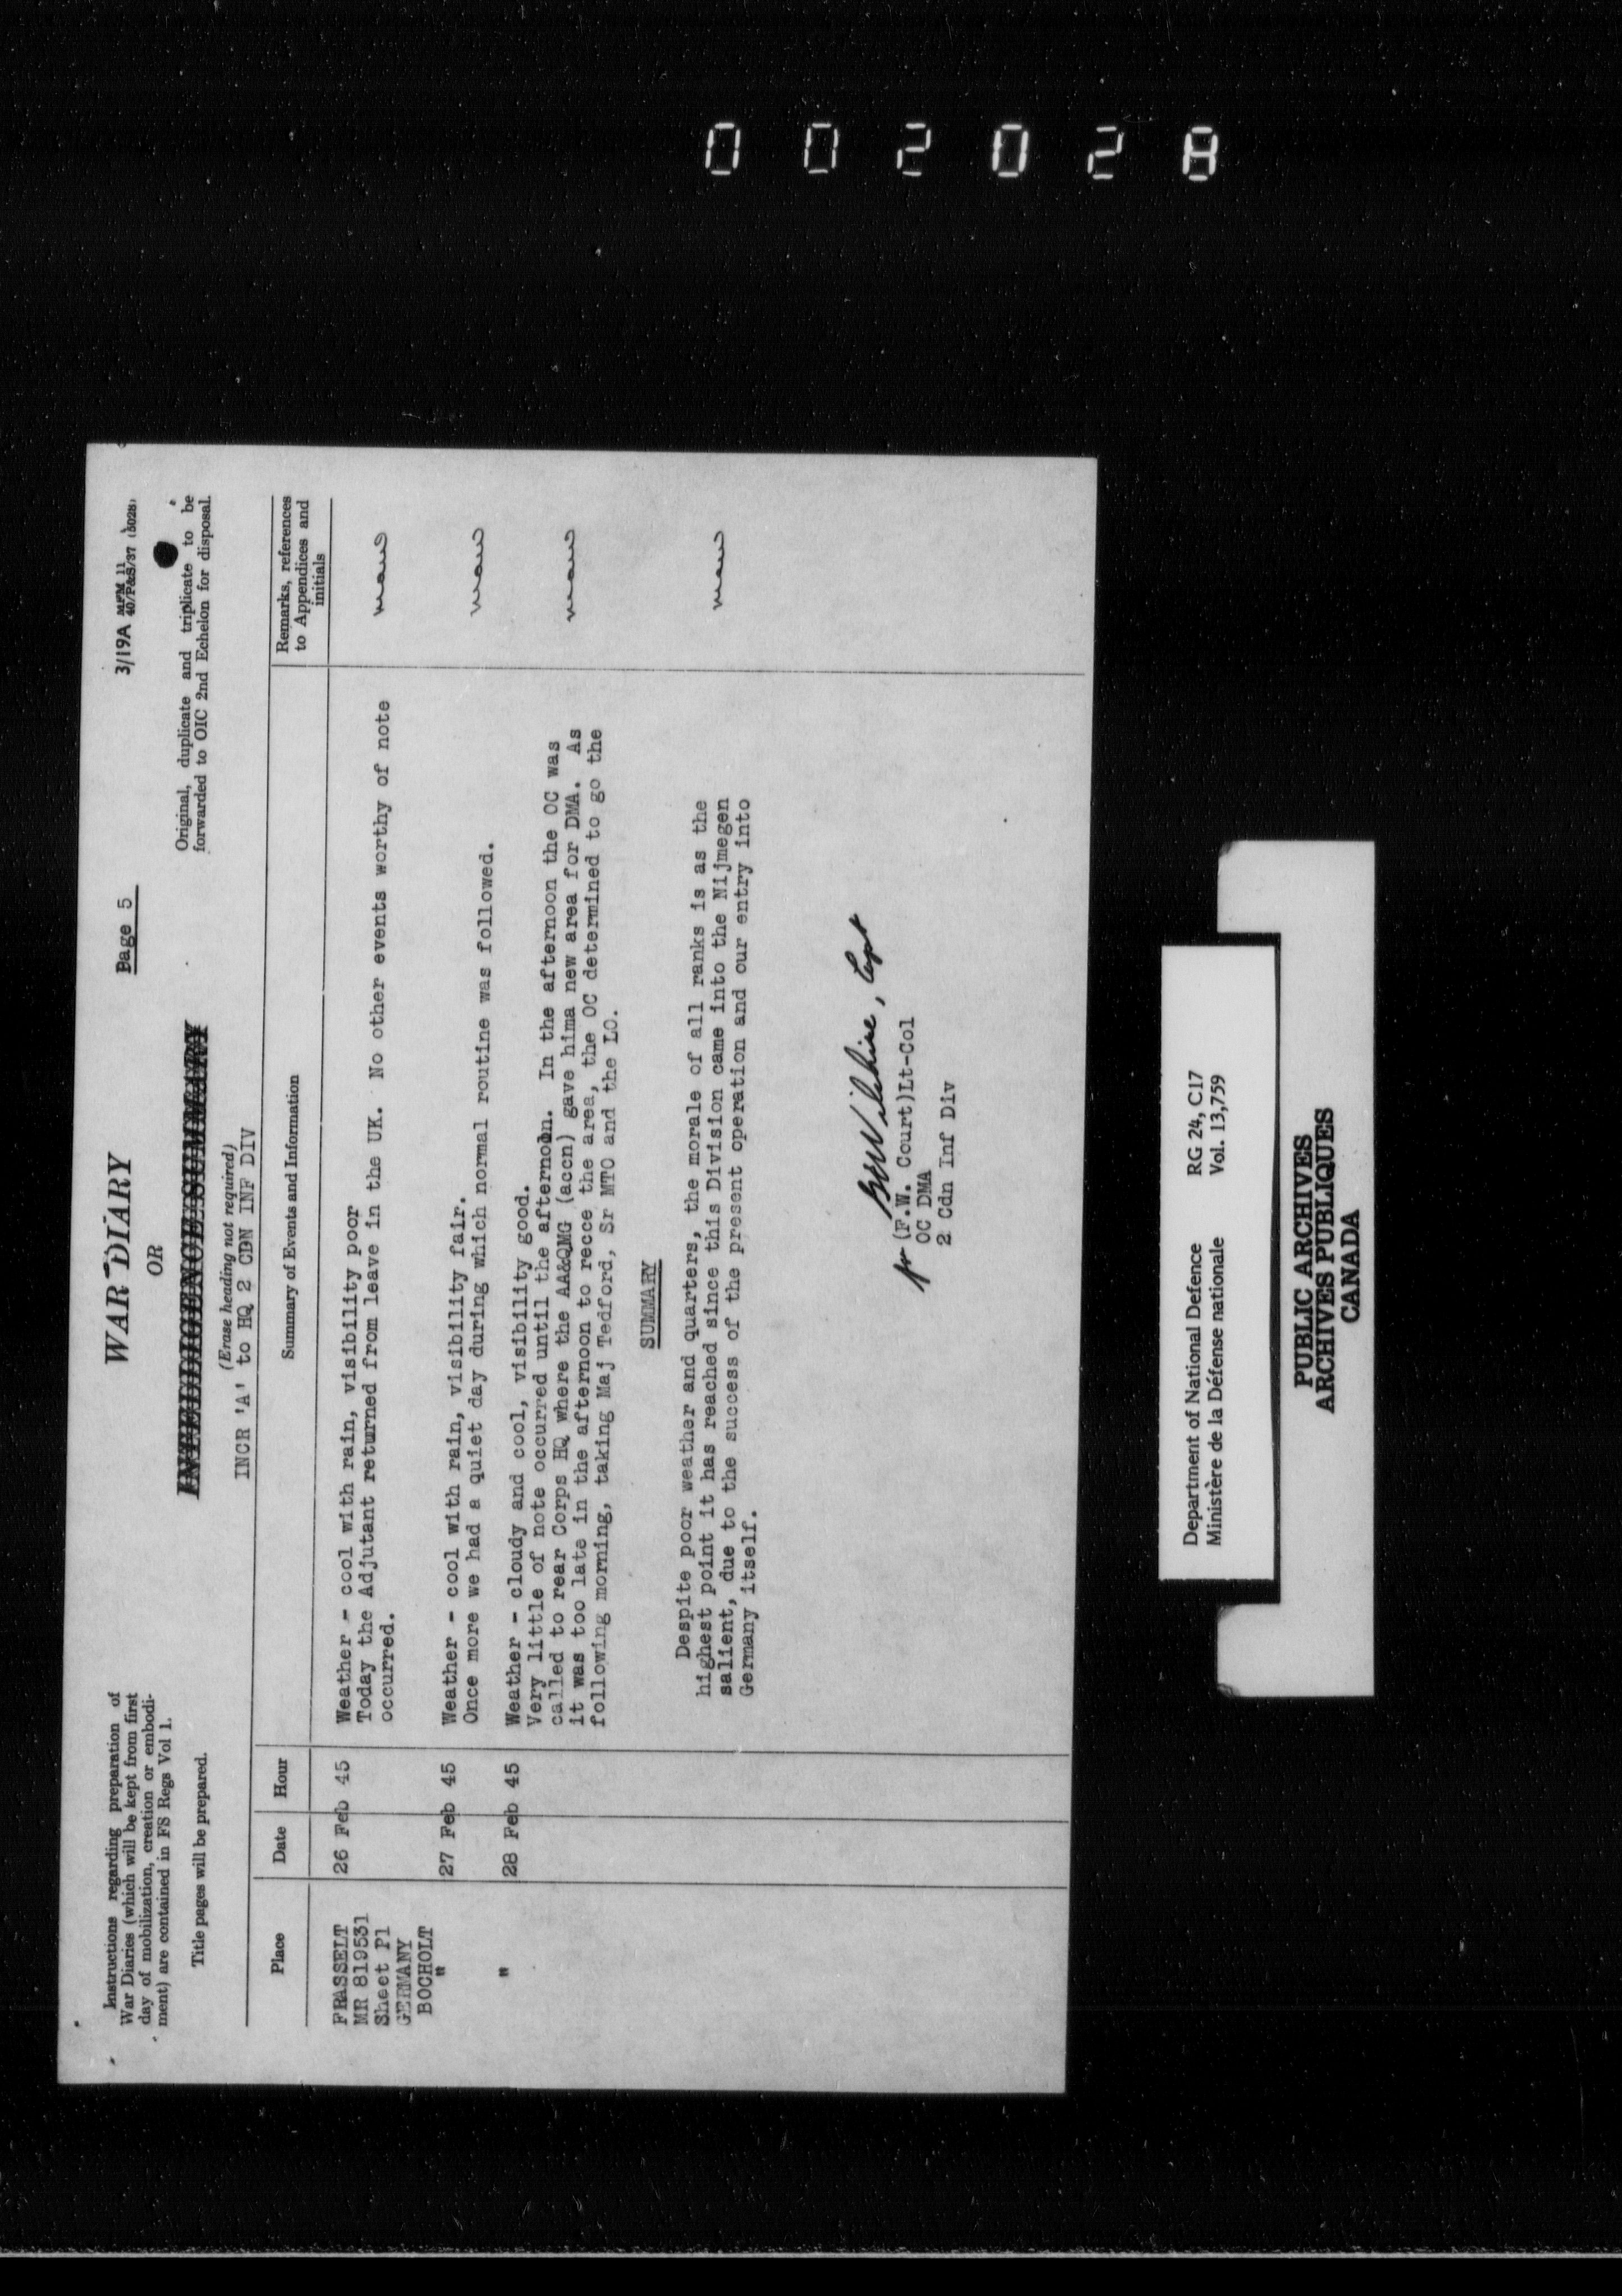 002028
Instructions regarding preparation of
War Diaries (which will be kept from first
day of mobilization, creation or embodi-
ment) are contained in FS Regs Vol 1.
Title pages will be prepared.
WAR DIARY
OR
INTELLIGENCE SUMMARY
(Erase heading not required)
INCR 'A' to HQ 2 CDN INF DIV
Page 5
3/19A MFM 11
40/P&S/37 (5028)
Original, duplicate and triplicate to be
forwarded to OIC 2nd Echelon for disposal.
Place Date Hour Summary of Events and Information Remarks, references
to Appendices and
initials
FRASSELT 26 Feb 45 Weather - cool with rain, visibility poor
MR 819531 Today the Adjutant returned from leave in the UK. No other events worthy of note
Sheet P1 occurred.
GERMANY
BOCHOLT
" 27 Feb 45 Weather - cool with rain, visibility fair.
Once more we had a quiet day during which normal routine was followed.
" 28 Feb 45 Weather - cloudy and cool, visibility good.
Very little of note occurred until the afternoon. In the afternoon the OC was
called to rear Corps HQ where the AA&QMG (accn) gave hima new area for DMA. As
it was too late in the afternoon to recce the area, the OC determined to go the
following morning, taking Maj Tedford, Sr MTO and the LO.
SUMMARY
Despite poor weather and quarters, the morale of all ranks is as the
highest point it has reached since this Division came into the Nijmegen
salient, due to the success of the present operation and our entry into
Germany itself.
Wilshire, Capt
for (F.W. Court)Lt-Col
OC DMA
2 Cdn Inf Div
Department of National Defence RG 24, C17
Ministère de la Défense nationale Vol. 13,759
PUBLIC ARCHIVES
ARCHIVES PUBLIQUES
CANADA